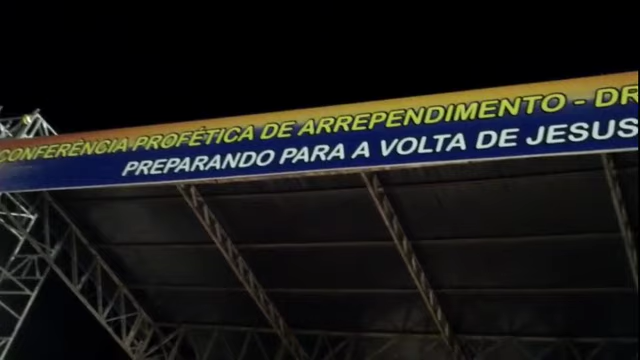 CONFERÊNCIA PROFÉTICA DE ARREPENDIMENTO - DR
PREPARANDO PARA A VOLTA DE JESUS